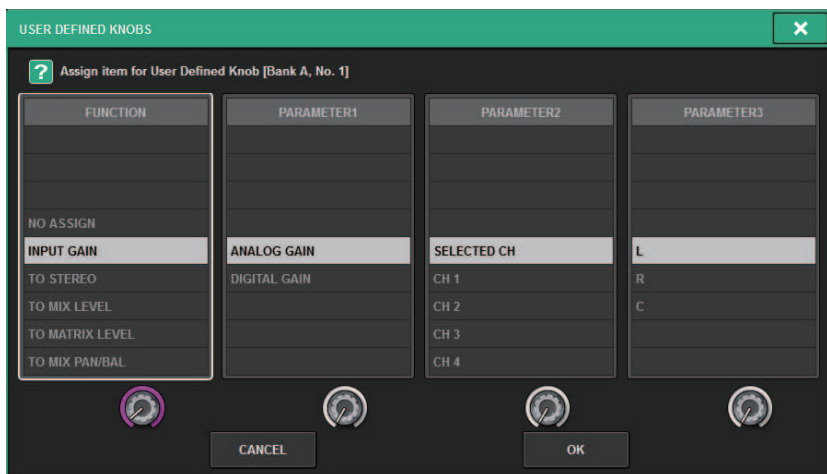 USER DEFINED KNOBS
Assign item for User Defined Knob [Bank A, No. 1]
FUNCTION PARAMETER1 PARAMETER2 PARAMETER3
NO ASSIGN
INPUT GAIN ANALOG GAIN SELECTED CH L
TO STEREO DIGITAL GAIN CH 1 R
TO MIX LEVEL CH 2 C
TO MATRIX LEVEL CH 3
TO MIX PAN/BAL CH 4
CANCEL OK